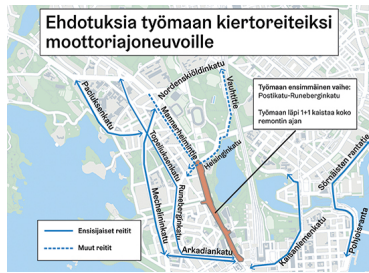 Ehdotuksia työmaan kiertoreiteiksi
moottoriajoneuvoille
Nordenskiöldinkatu
Paciuksenkatu
Vauhtitie
Mannerheimintie
Topeliuksenkatu
Helsinginkatu
Työmaan ensimmäinen vaihe:
Postikatu-Runeberginkatu
Työmaan läpi 1+1 kaistaa koko
remontin ajan
Mechelininkatu
Runeberginkatu
Arkadiankatu
Kaisaniemenkatu
Sörnäisten rantatie
Pohjoisranta
Ensisijaiset reitit
Muut reitit